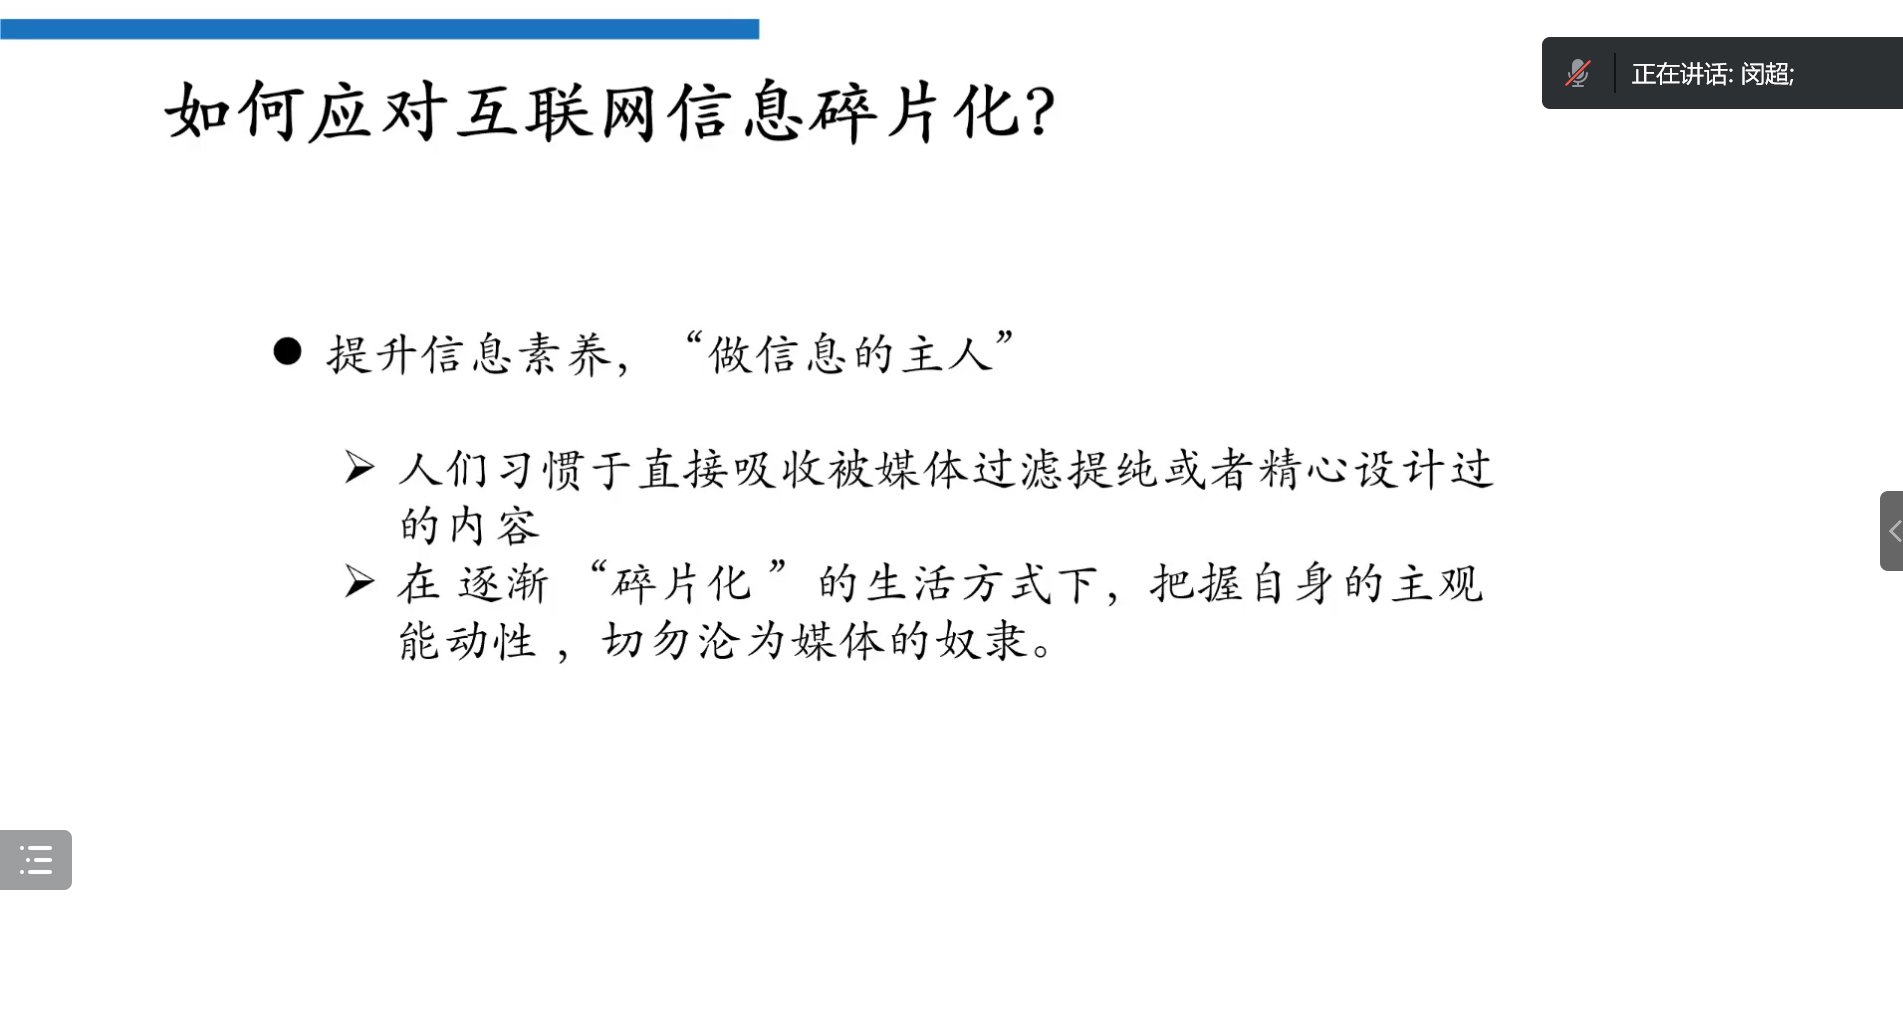 正在讲话: 闵超;
如何应对互联网信息碎片化?
提升信息素养，“做信息的主人”
人们习惯于直接吸收被媒体过滤提纯或者精心设计过
的内容
在 逐渐 “碎片化 ” 的生活方式下，把握自身的主观
能动性 ，切勿沦为媒体的奴隶。